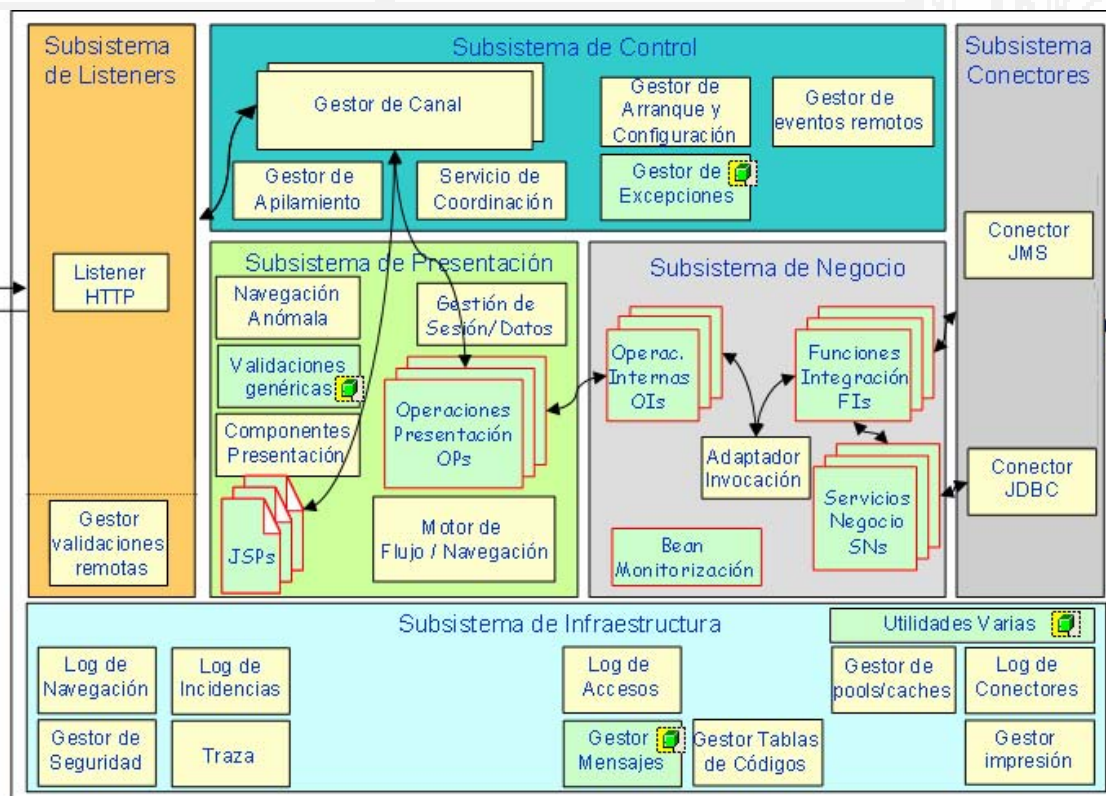 Subsistema
de Listeners
Listener
HTTP
Gestor
validaciones
remotas
Subsistema de Control
Gestor de Canal
Gestor de
Apilamiento
Servicio de
Coordinación
Gestor de
Arranque y
Configuración
Gestor de
eventos remotos
Gestor de
Excepciones
Subsistema de Presentación
Navegación
Anómala
Gestión de
Sesión/Datos
Validaciones
genéricas
Operaciones
Presentación
OPs
Componentes
Presentación
JSPs
Motor de
Flujo / Navegación
Subsistema de Negocio
Operac.
Internas
OIs
Funciones
Integración
FIs
Adaptador
Invocación
Servicios
Negocio
SNs
Bean
Monitorización
Subsistema
Conectores
Conector
JMS
Conector
JDBC
Subsistema de Infraestructura
Utilidades Varias
Log de
Navegación
Log de
Incidencias
Log de
Accesos
Gestor de
pools/caches
Log de
Conectores
Gestor de
Seguridad
Traza
Gestor
Mensajes
Gestor Tablas
de Códigos
Gestor
impresión